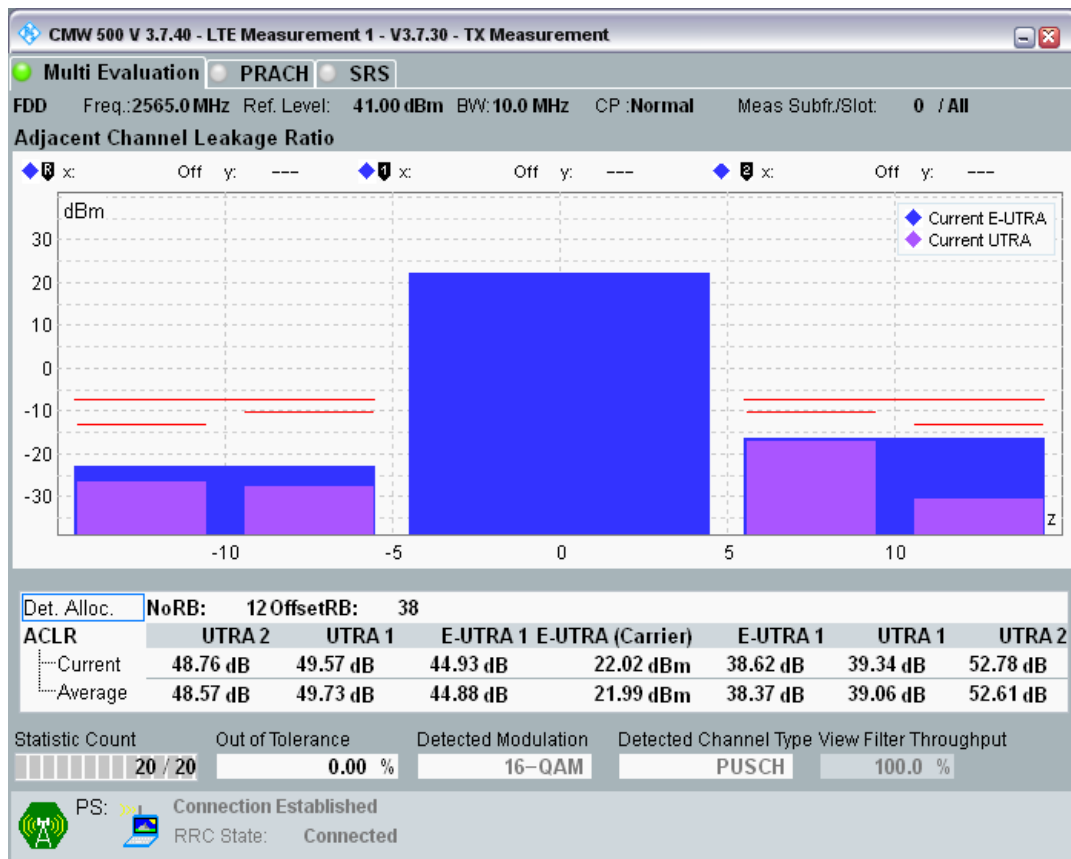 CMW 500 V 3.7.40 - LTE Measurement 1 - V3.7.30 - TX Measurement
Multi Evaluation PRACH SRS
FDD Freq.:2565.0 MHz Ref. Level: 41.00 dBm BW:10.0 MHz CP :Normal Meas Subfr./Slot: 0 / All
Adjacent Channel Leakage Ratio
R x: Off y: --- 1 x: Off y: --- 2 x: Off y: ---
dBm
Current E-UTRA
Current UTRA
30
20
10
0
-10
-20
-30
z
-10 -5 0 5 10
Det. Alloc. NoRB: 12 OffsetRB: 38
ACLR UTRA 2 UTRA 1 E-UTRA 1 E-UTRA (Carrier) E-UTRA 1 UTRA 1 UTRA 2
Current 48.76 dB 49.57 dB 44.93 dB 22.02 dBm 38.62 dB 39.34 dB 52.78 dB
Average 48.57 dB 49.73 dB 44.88 dB 21.99 dBm 38.37 dB 39.06 dB 52.61 dB
Statistic Count Out of Tolerance Detected Modulation Detected Channel Type View Filter Throughput
20 / 20 0.00 % 16-QAM PUSCH 100.0 %
PS: Connection Established
RRC State: Connected